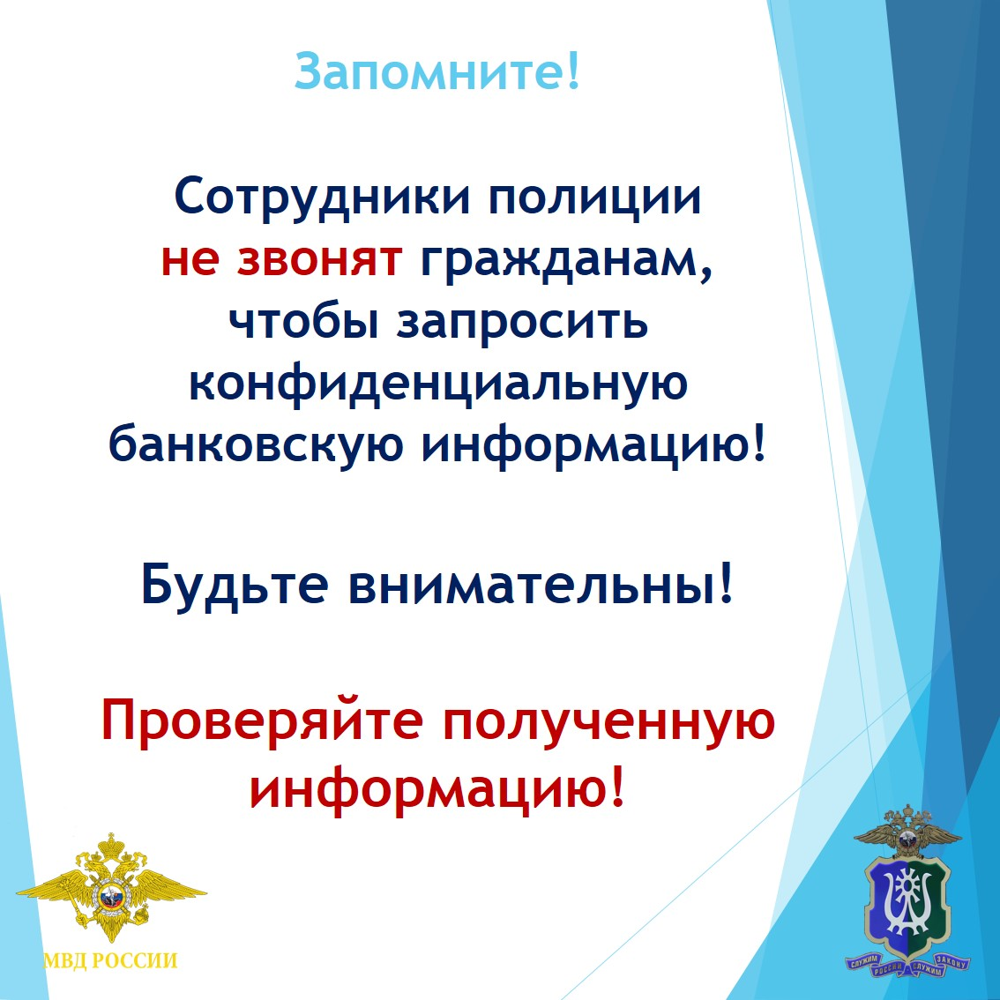 Запомните!
Сотрудники полиции
не звонят гражданам,
чтобы запросить
конфиденциальную
банковскую информацию!
Будьте внимательны!
Проверяйте полученную
информацию!
МВД РОССИИ
СЛУЖИМ РОССИИ СЛУЖИМ ЗАКОНУ